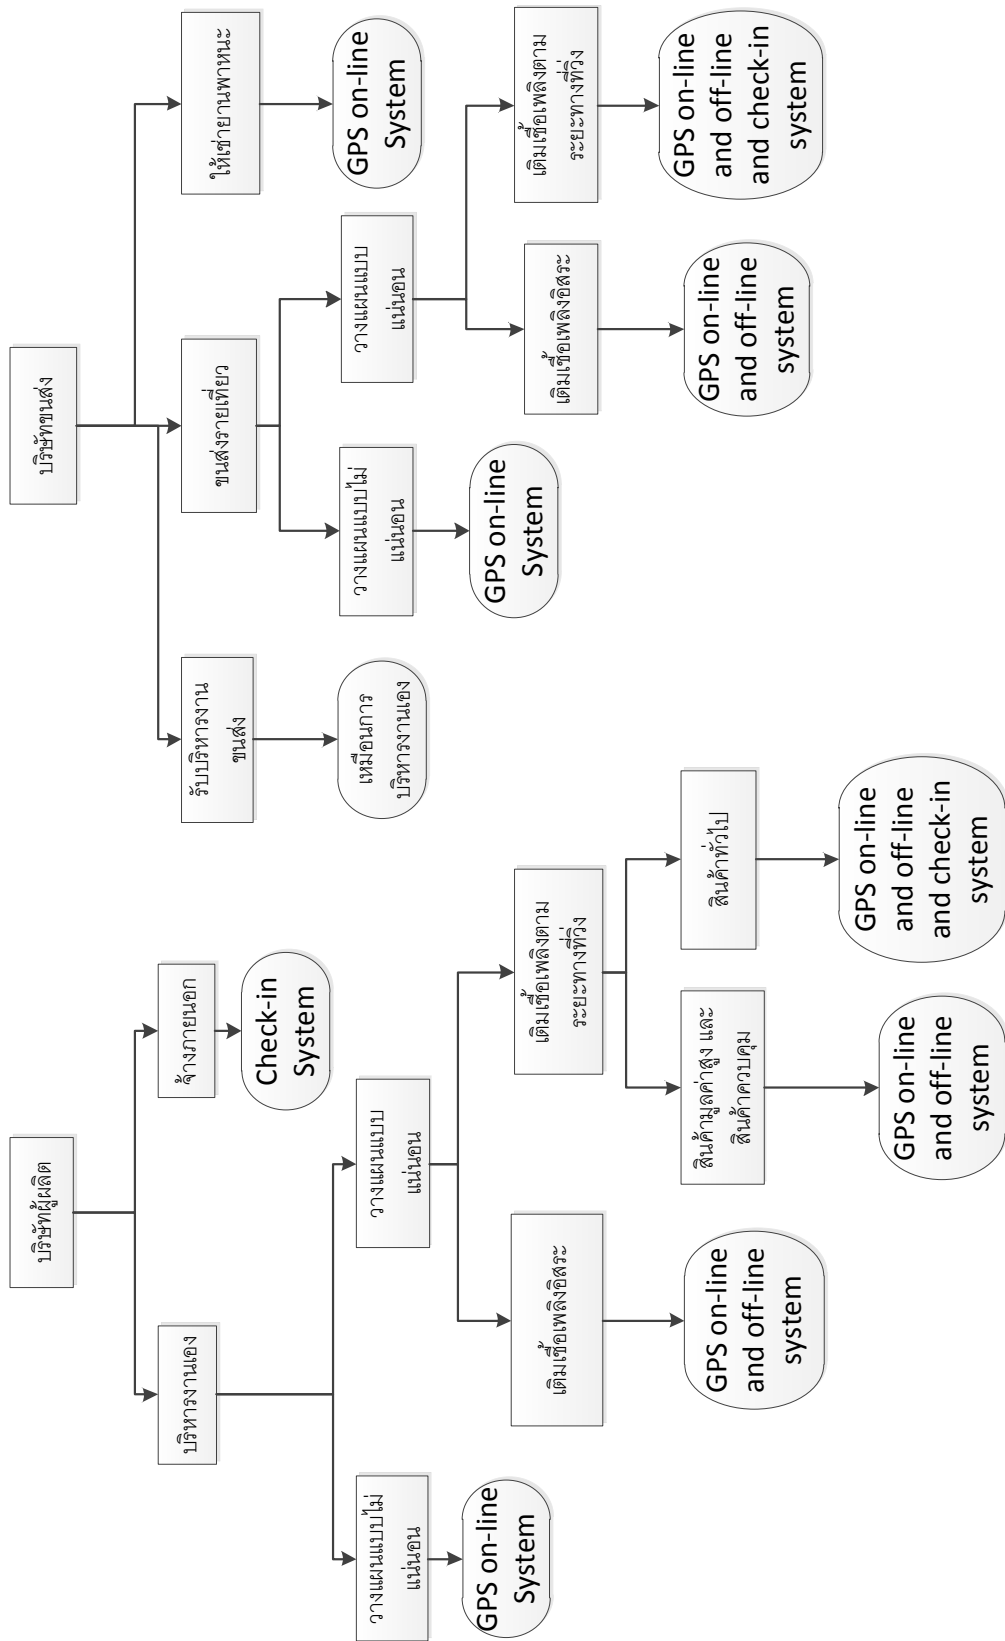 บริษัทผู้ผลิต
บริหารงานเอง
จ้างภายนอก
Check-in
System
วางแผนแบบไม่
แน่นอน
GPS on-line
System
วางแผนแบบ
แน่นอน
เติมเชื้อเพลิงอิสระ
GPS on-line
and off-line
system
เติมเชื้อเพลิงตาม
ระยะทางที่วิ่ง
สินค้ามูลค่าสูง และ
สินค้าควบคุม
GPS on-line
and off-line
system
สินค้าทั่วไป
GPS on-line
and off-line
and check-in
system
บริษัทขนส่ง
รับบริหารงาน
ขนส่ง
เหมือนการ
บริหารงานเอง
ขนส่งรายเที่ยว
วางแผนแบบไม่
แน่นอน
GPS on-line
System
วางแผนแบบ
แน่นอน
เติมเชื้อเพลิงอิสระ
GPS on-line
and off-line
system
เติมเชื้อเพลิงตาม
ระยะทางที่วิ่ง
GPS on-line
and off-line
and check-in
system
ให้เช่ายานพาหนะ
GPS on-line
System